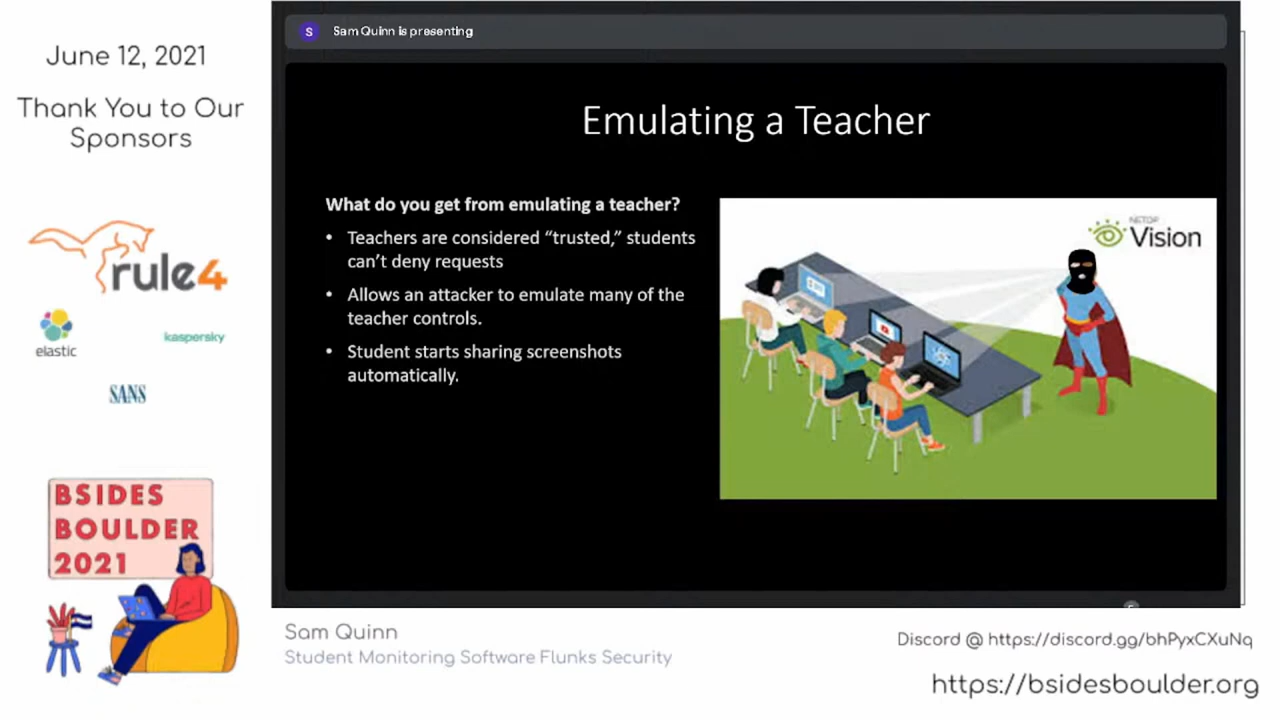 June 12, 2021
Thank You to Our
Sponsors
rule4
elastic
kaspersky
SANS
BSIDES
BOULDER
2021
S
Sam Quinn is presenting
Emulating a Teacher
What do you get from emulating a teacher?
• Teachers are considered “trusted,” students
can’t deny requests
• Allows an attacker to emulate many of the
teacher controls.
• Student starts sharing screenshots
automatically.
NETOP
Vision
Sam Quinn
Student Monitoring Software Flunks Security
Discord @ https://discord.gg/bhPyxCXuNq
https://bsidesboulder.org